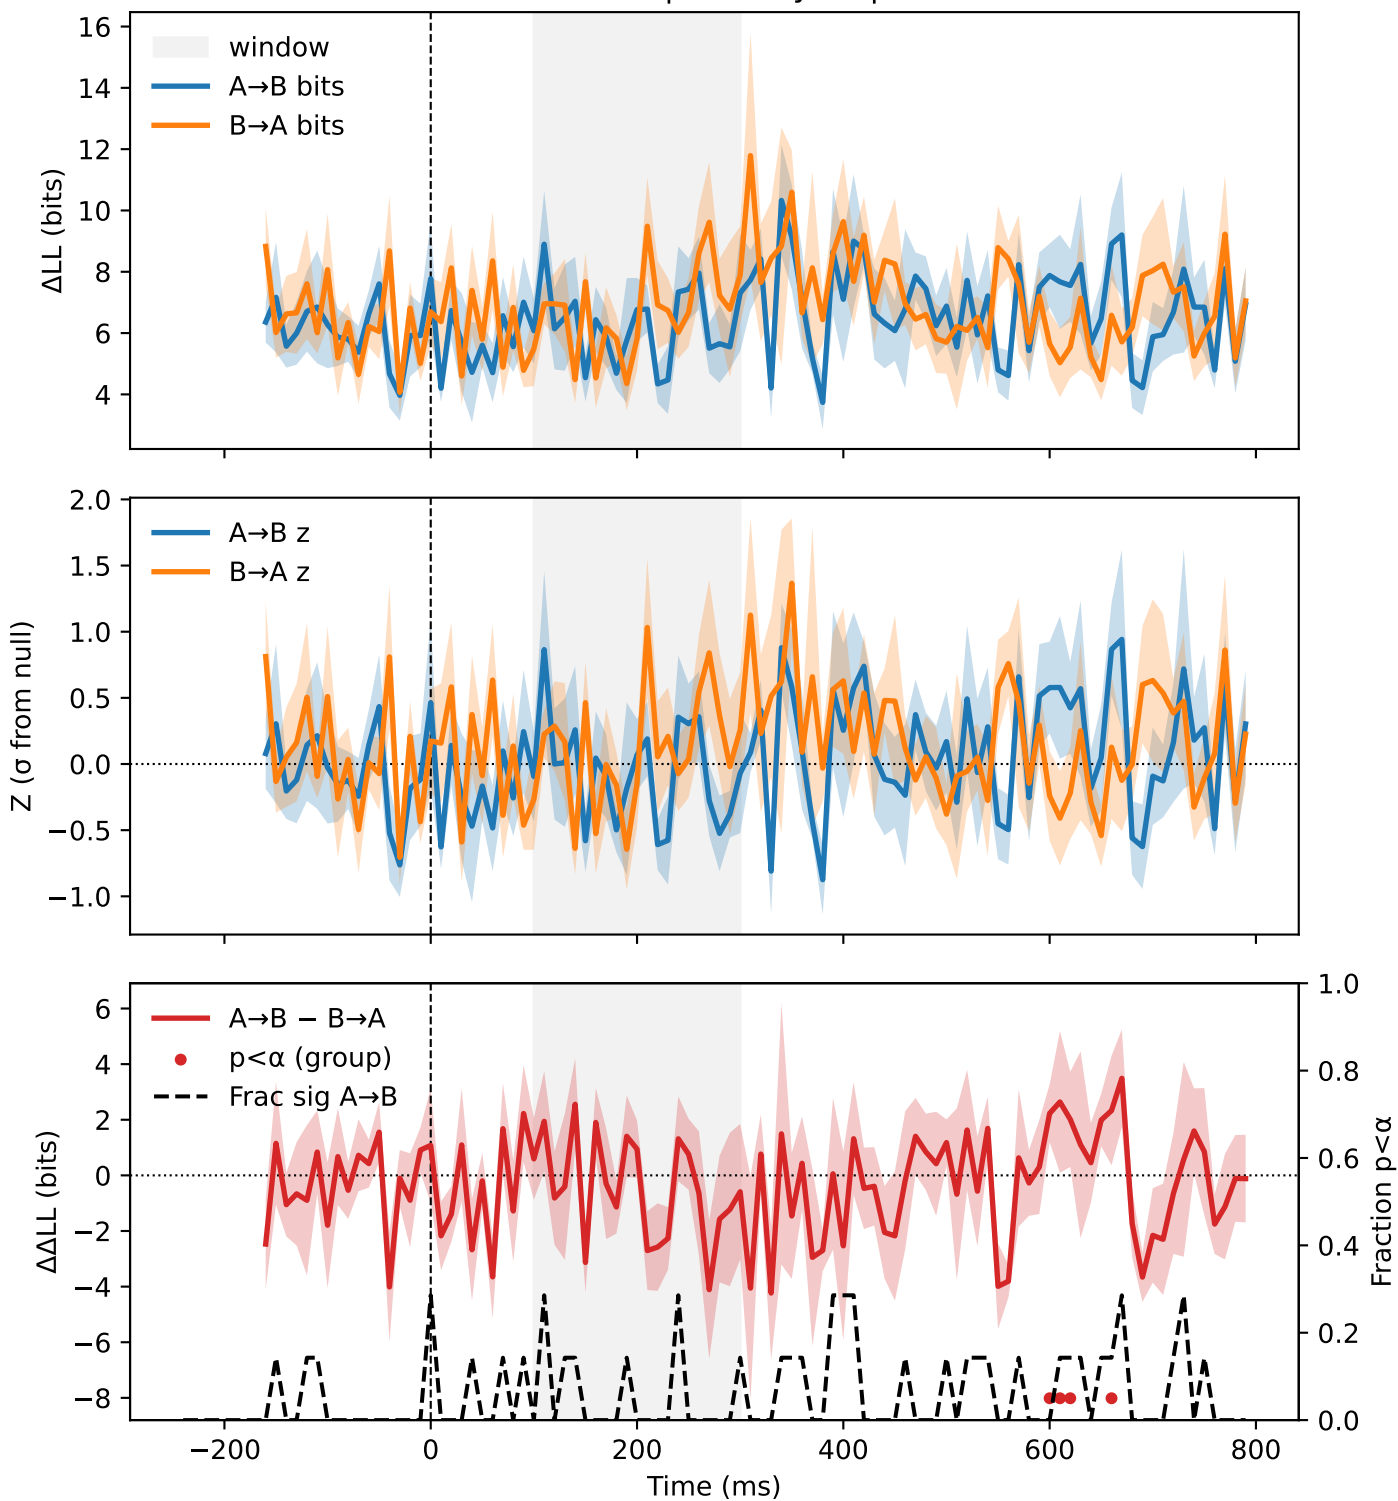 16
14
12
10
8
6
4
ΔLL (bits)
window
A→B bits
B→A bits
2.0
1.5
1.0
0.5
0.0
−0.5
−1.0
Z (σ from null)
A→B z
B→A z
6
4
2
0
−2
−4
−6
−8
ΔΔLL (bits)
A→B − B→A
p<α (group)
Frac sig A→B
1.0
0.8
0.6
0.4
0.2
0.0
Fraction p<α
−200
0
200
400
600
800
Time (ms)